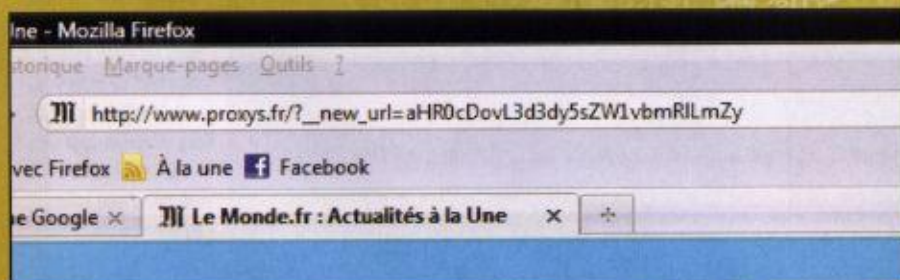 ne - Mozilla Firefox
storique Marque-pages Outils ?
http://www.proxys.fr/?__new_url=aHR0cDovL3d3dy5sZW1vbmRlLmZy
vec Firefox À la une f Facebook
e Google × M Le Monde.fr : Actualités à la Une ×